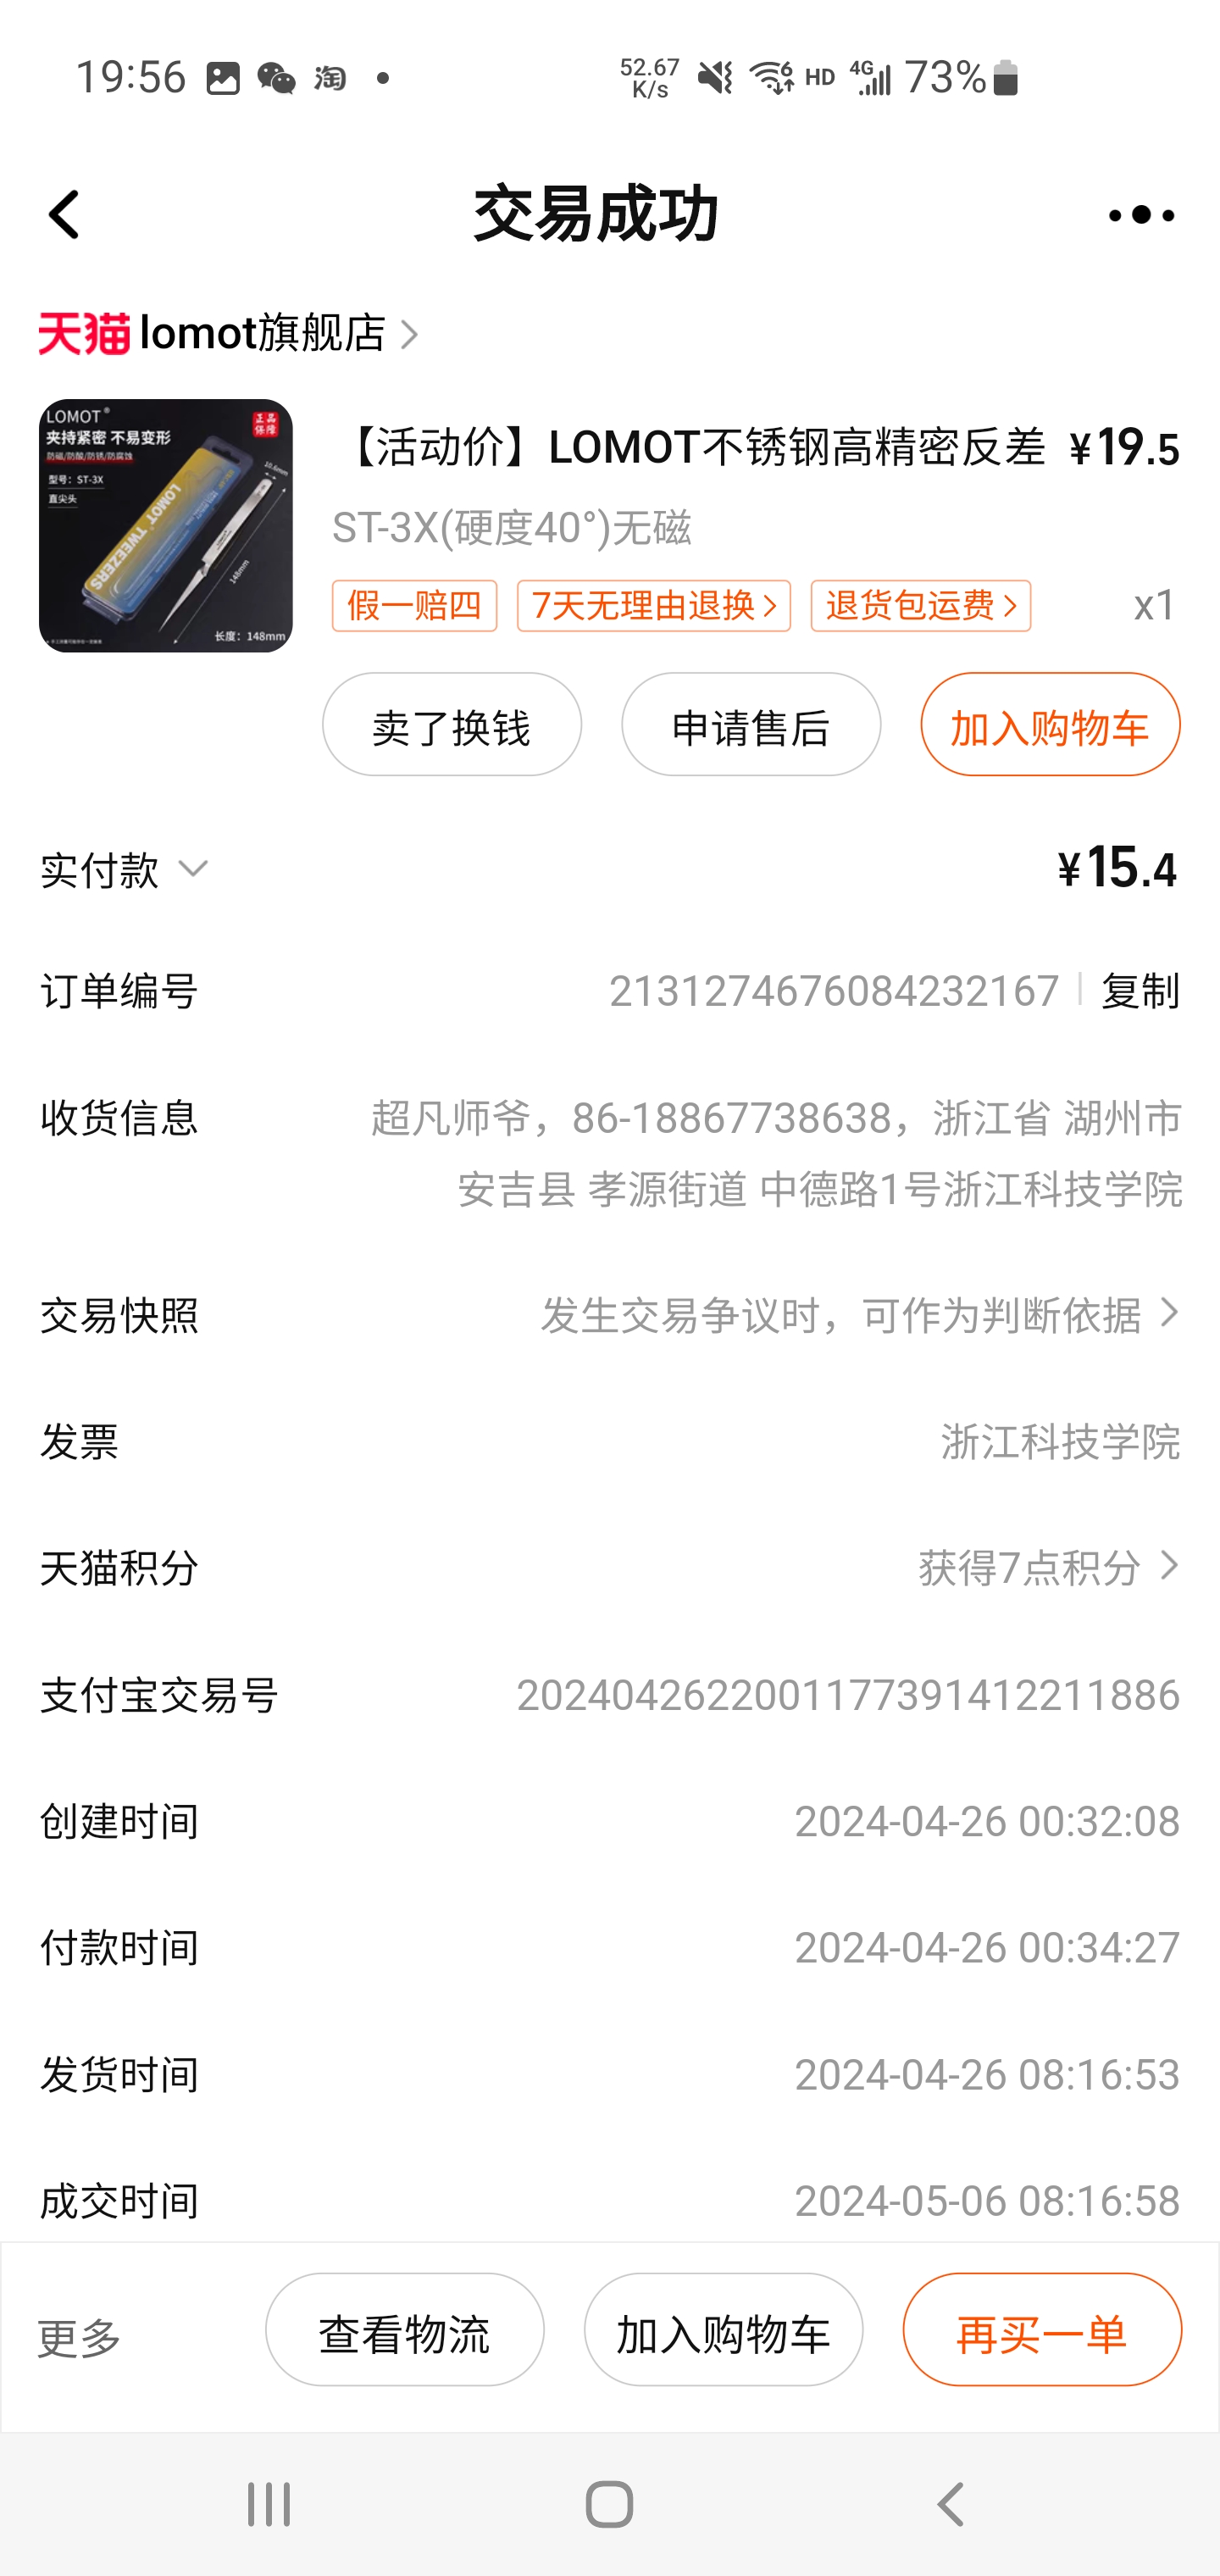 19:56 淘 52.67 K/s 6 HD 4G 73%
交易成功
天猫 lomot旗舰店
LOMOT®
正品保障
夹持紧密 不易变形
防磁/防酸/防锈/防腐蚀
型号：ST-3X
直尖头
10.6mm
LOMOT TWEEZERS
148mm
长度：148mm
【活动价】LOMOT不锈钢高精密反差 ¥19.5
ST-3X(硬度40°)无磁
假一赔四 7天无理由退换 退货包运费 x1
卖了换钱 申请售后 加入购物车
实付款 ¥15.4
订单编号 2131274676084232167 复制
收货信息 超凡师爷，86-18867738638，浙江省 湖州市
安吉县 孝源街道 中德路1号浙江科技学院
交易快照 发生交易争议时，可作为判断依据
发票 浙江科技学院
天猫积分 获得7点积分
支付宝交易号 2024042622001177391412211886
创建时间 2024-04-26 00:32:08
付款时间 2024-04-26 00:34:27
发货时间 2024-04-26 08:16:53
成交时间 2024-05-06 08:16:58
更多 查看物流 加入购物车 再买一单